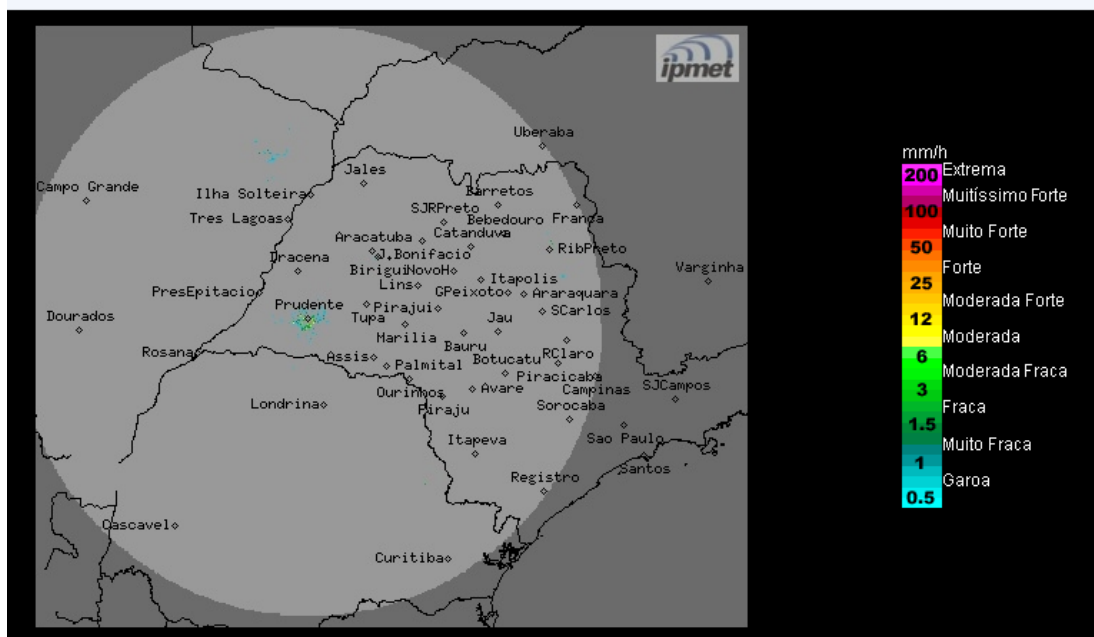 ipmet
Uberaba
Jales
Campo Grande
Ilha Solteira
Barretos
Tres Lagoas
SJRPreto
Bebedouro
Franca
Aracatuba
Catanduva
J.Bonifacio
RibPreto
Dracena
BiriguiNovoH
Itapolis
Varginha
Lins
PresEpitacio
GPeixoto
Araraquara
Prudente
Pirajui
SCarlos
Dourados
Tupa
Jau
Marilia
Bauru
Rosana
Assis
Botucatu
RClaro
Palmital
Piracicaba
SJCampos
Ourinhos
Avare
Campinas
Londrina
Piraju
Sorocaba
Itapeva
Sao Paulo
Santos
Registro
Cascavel
Curitiba
mm/h
200 Extrema
Muitíssimo Forte
100
Muito Forte
50
Forte
25
Moderada Forte
12
Moderada
6
Moderada Fraca
3
Fraca
1.5
Muito Fraca
1
Garoa
0.5